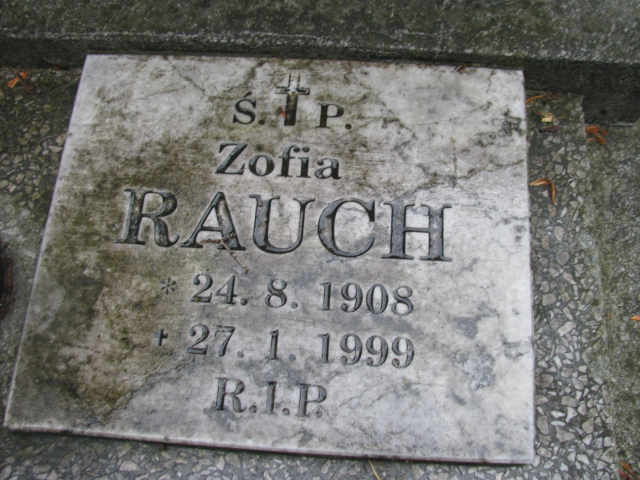 Ś. † P.
Zofia
RAUCH
* 24. 8. 1908
+ 27. 1. 1999
R.I.P.